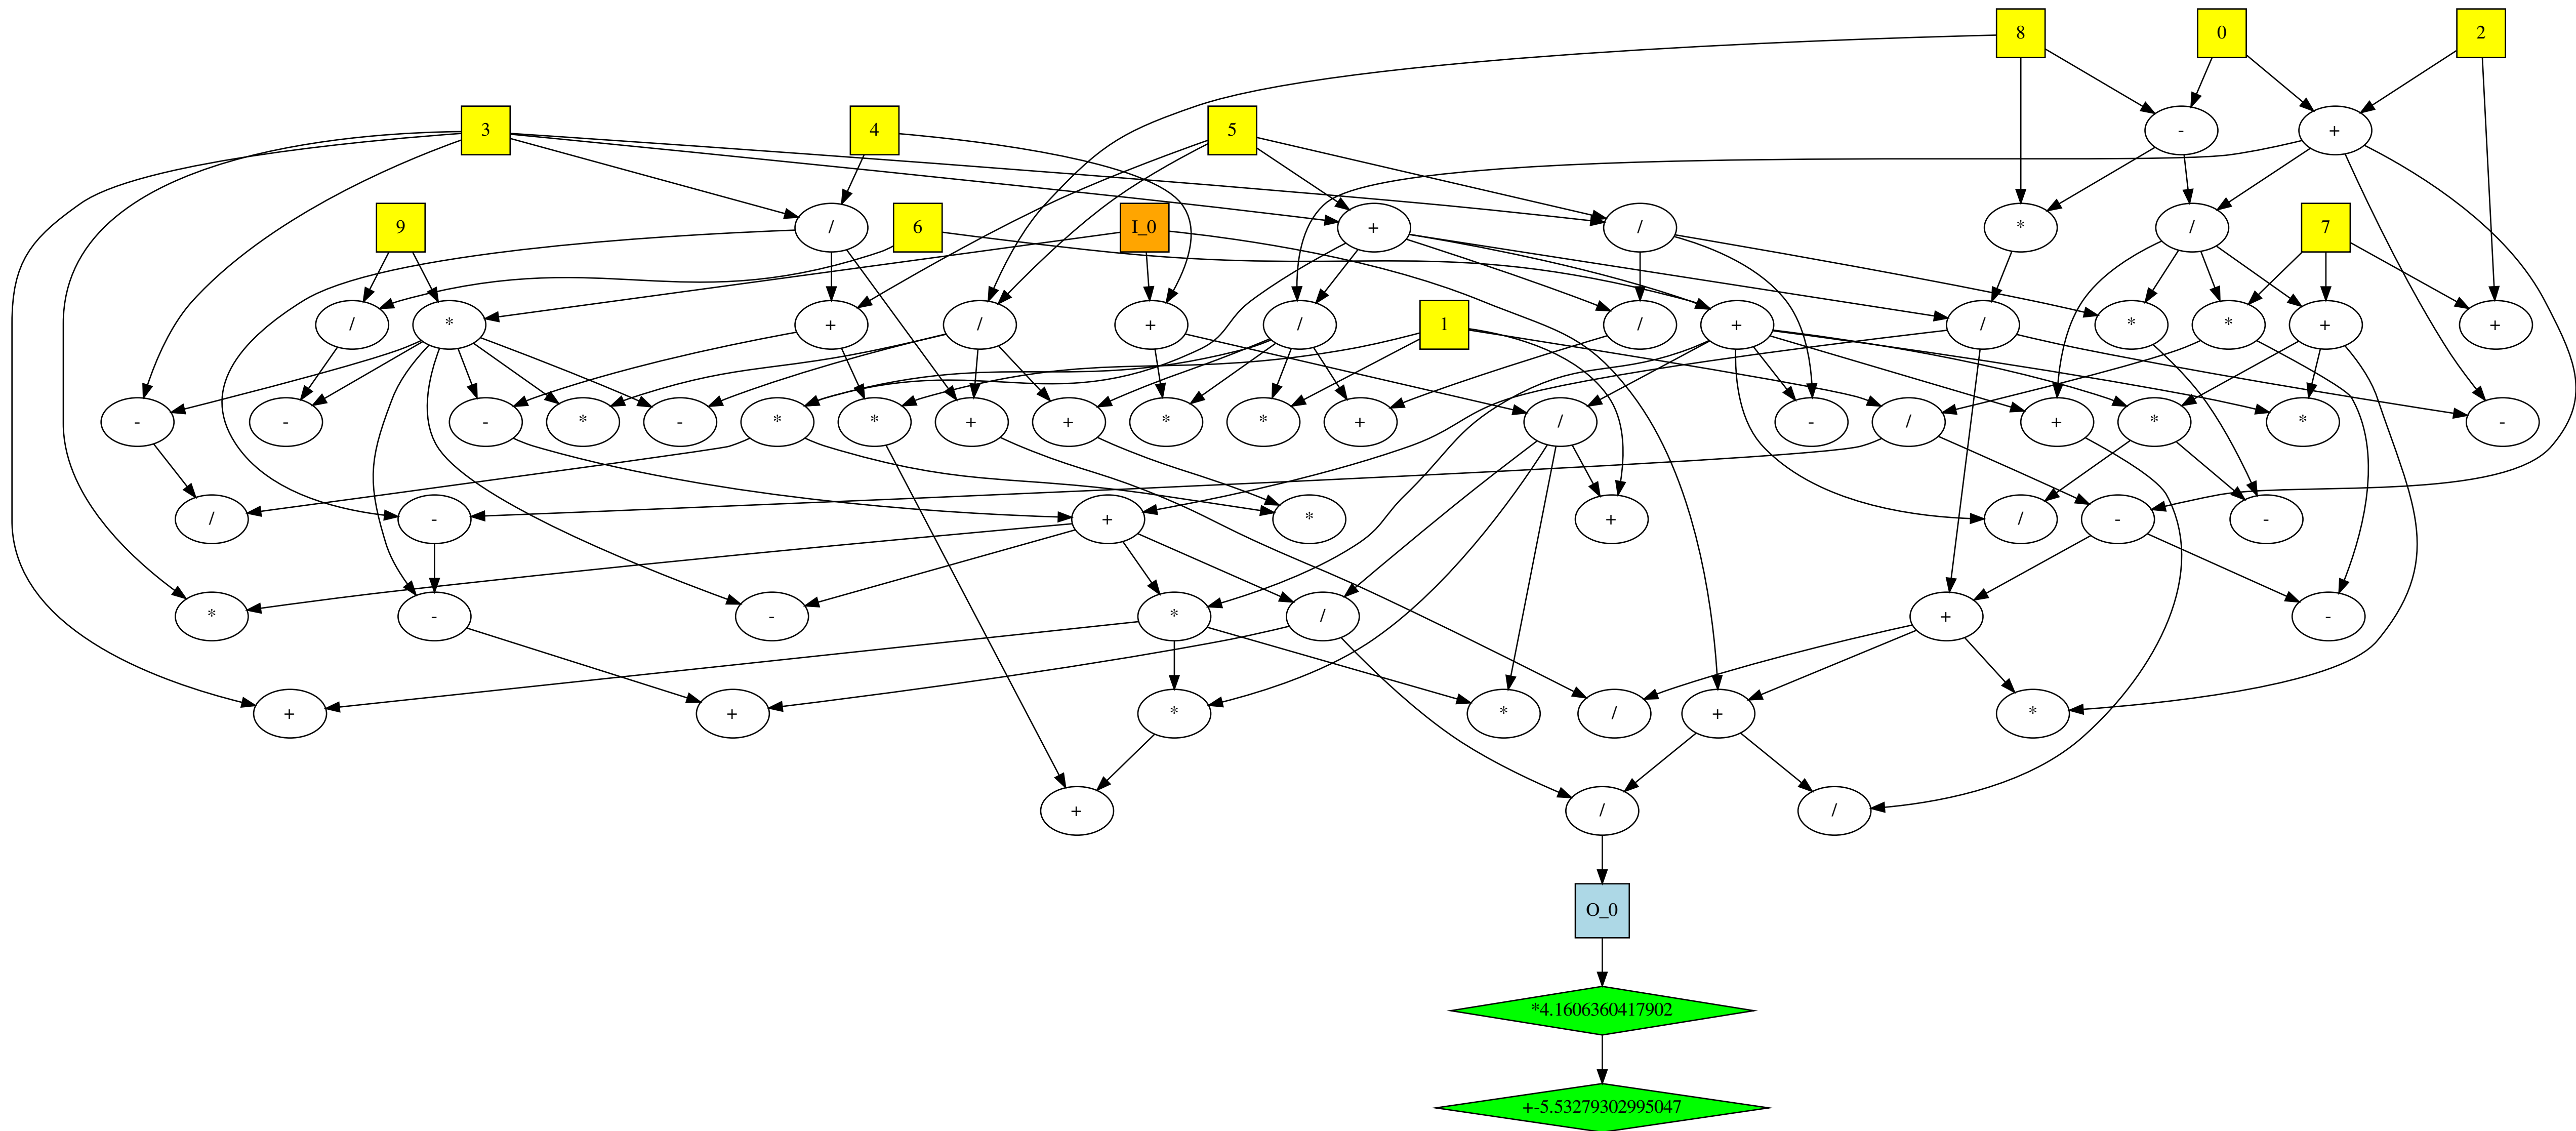 8 0 2
3 4 5 - +
9 6 I_0 + / * / 7
/ * + / + / 1 / + / * * + +
- - - * - * * + + * * + / / - / + * * -
/ - + * + / - -
* - - * / + -
+ + * * / + *
+ / /
O_0
*4.1606360417902
+-5.53279302995047